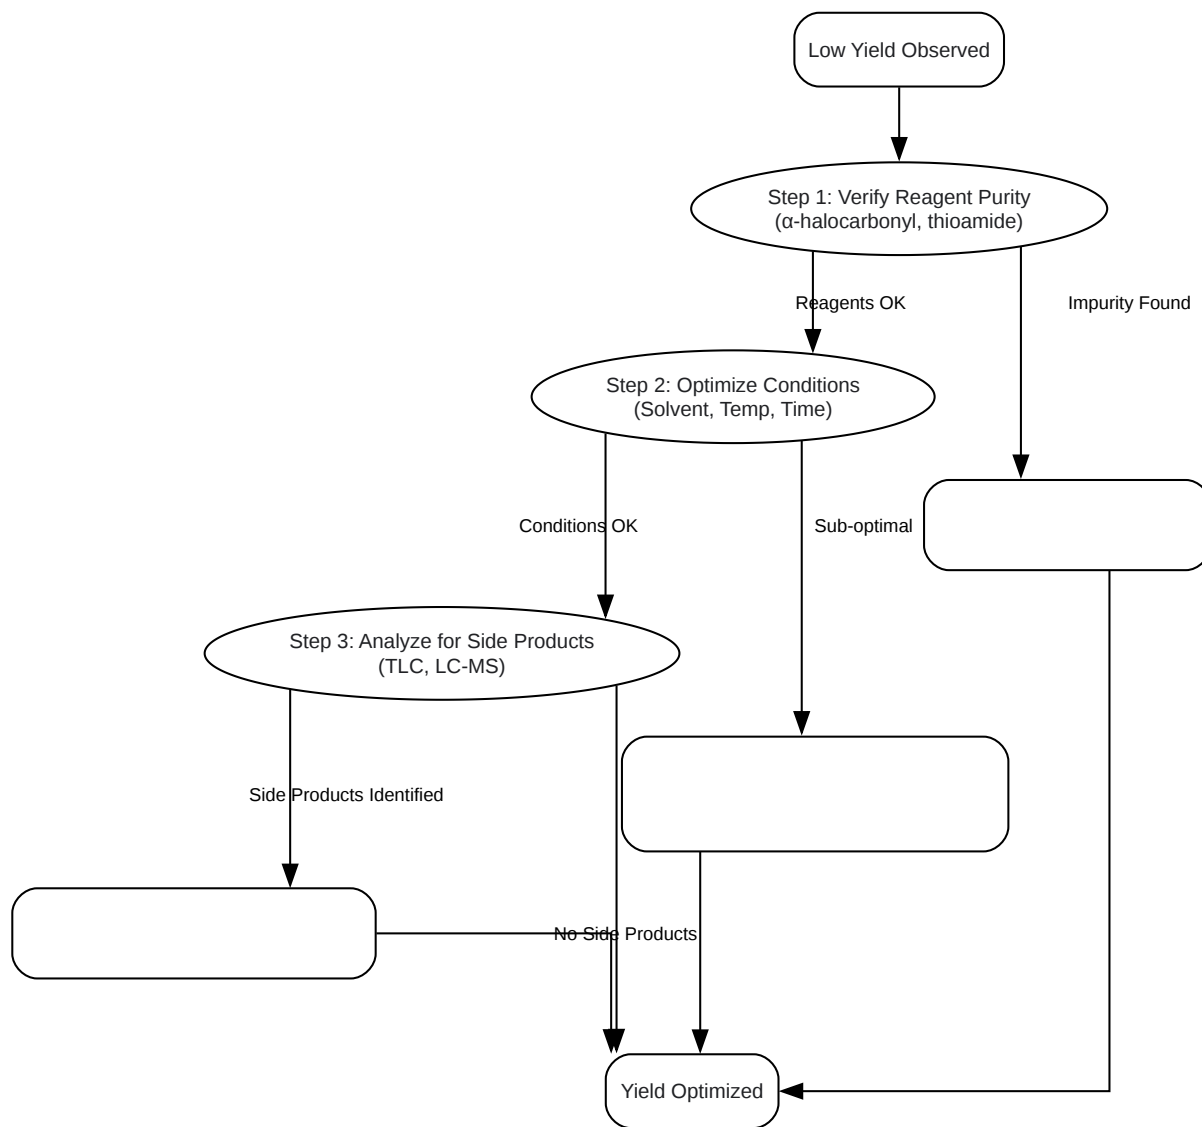 Low Yield Observed
Step 1: Verify Reagent Purity
(α-halocarbonyl, thioamide)
Reagents OK
Impurity Found
Step 2: Optimize Conditions
(Solvent, Temp, Time)
Conditions OK
Sub-optimal
Step 3: Analyze for Side Products
(TLC, LC-MS)
Side Products Identified
No Side Products
Yield Optimized